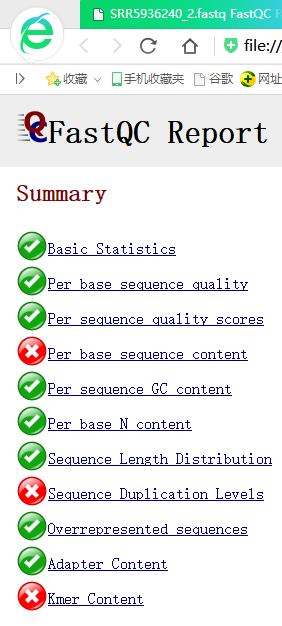 SRR5936240_2.fastq FastQC
file://
收藏 手机收藏夹 谷歌 网址
FastQC Report
Summary
Basic Statistics
Per base sequence quality
Per sequence quality scores
Per base sequence content
Per sequence GC content
Per base N content
Sequence Length Distribution
Sequence Duplication Levels
Overrepresented sequences
Adapter Content
Kmer Content